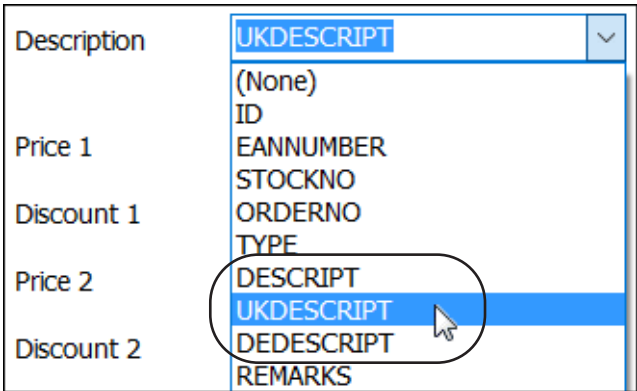 Description UKDESCRIPT
(None)
ID
Price 1 EANNUMBER
STOCKNO
Discount 1 ORDERNO
TYPE
Price 2 DESCRIPT
UKDESCRIPT
Discount 2 DEDESCRIPT
REMARKS